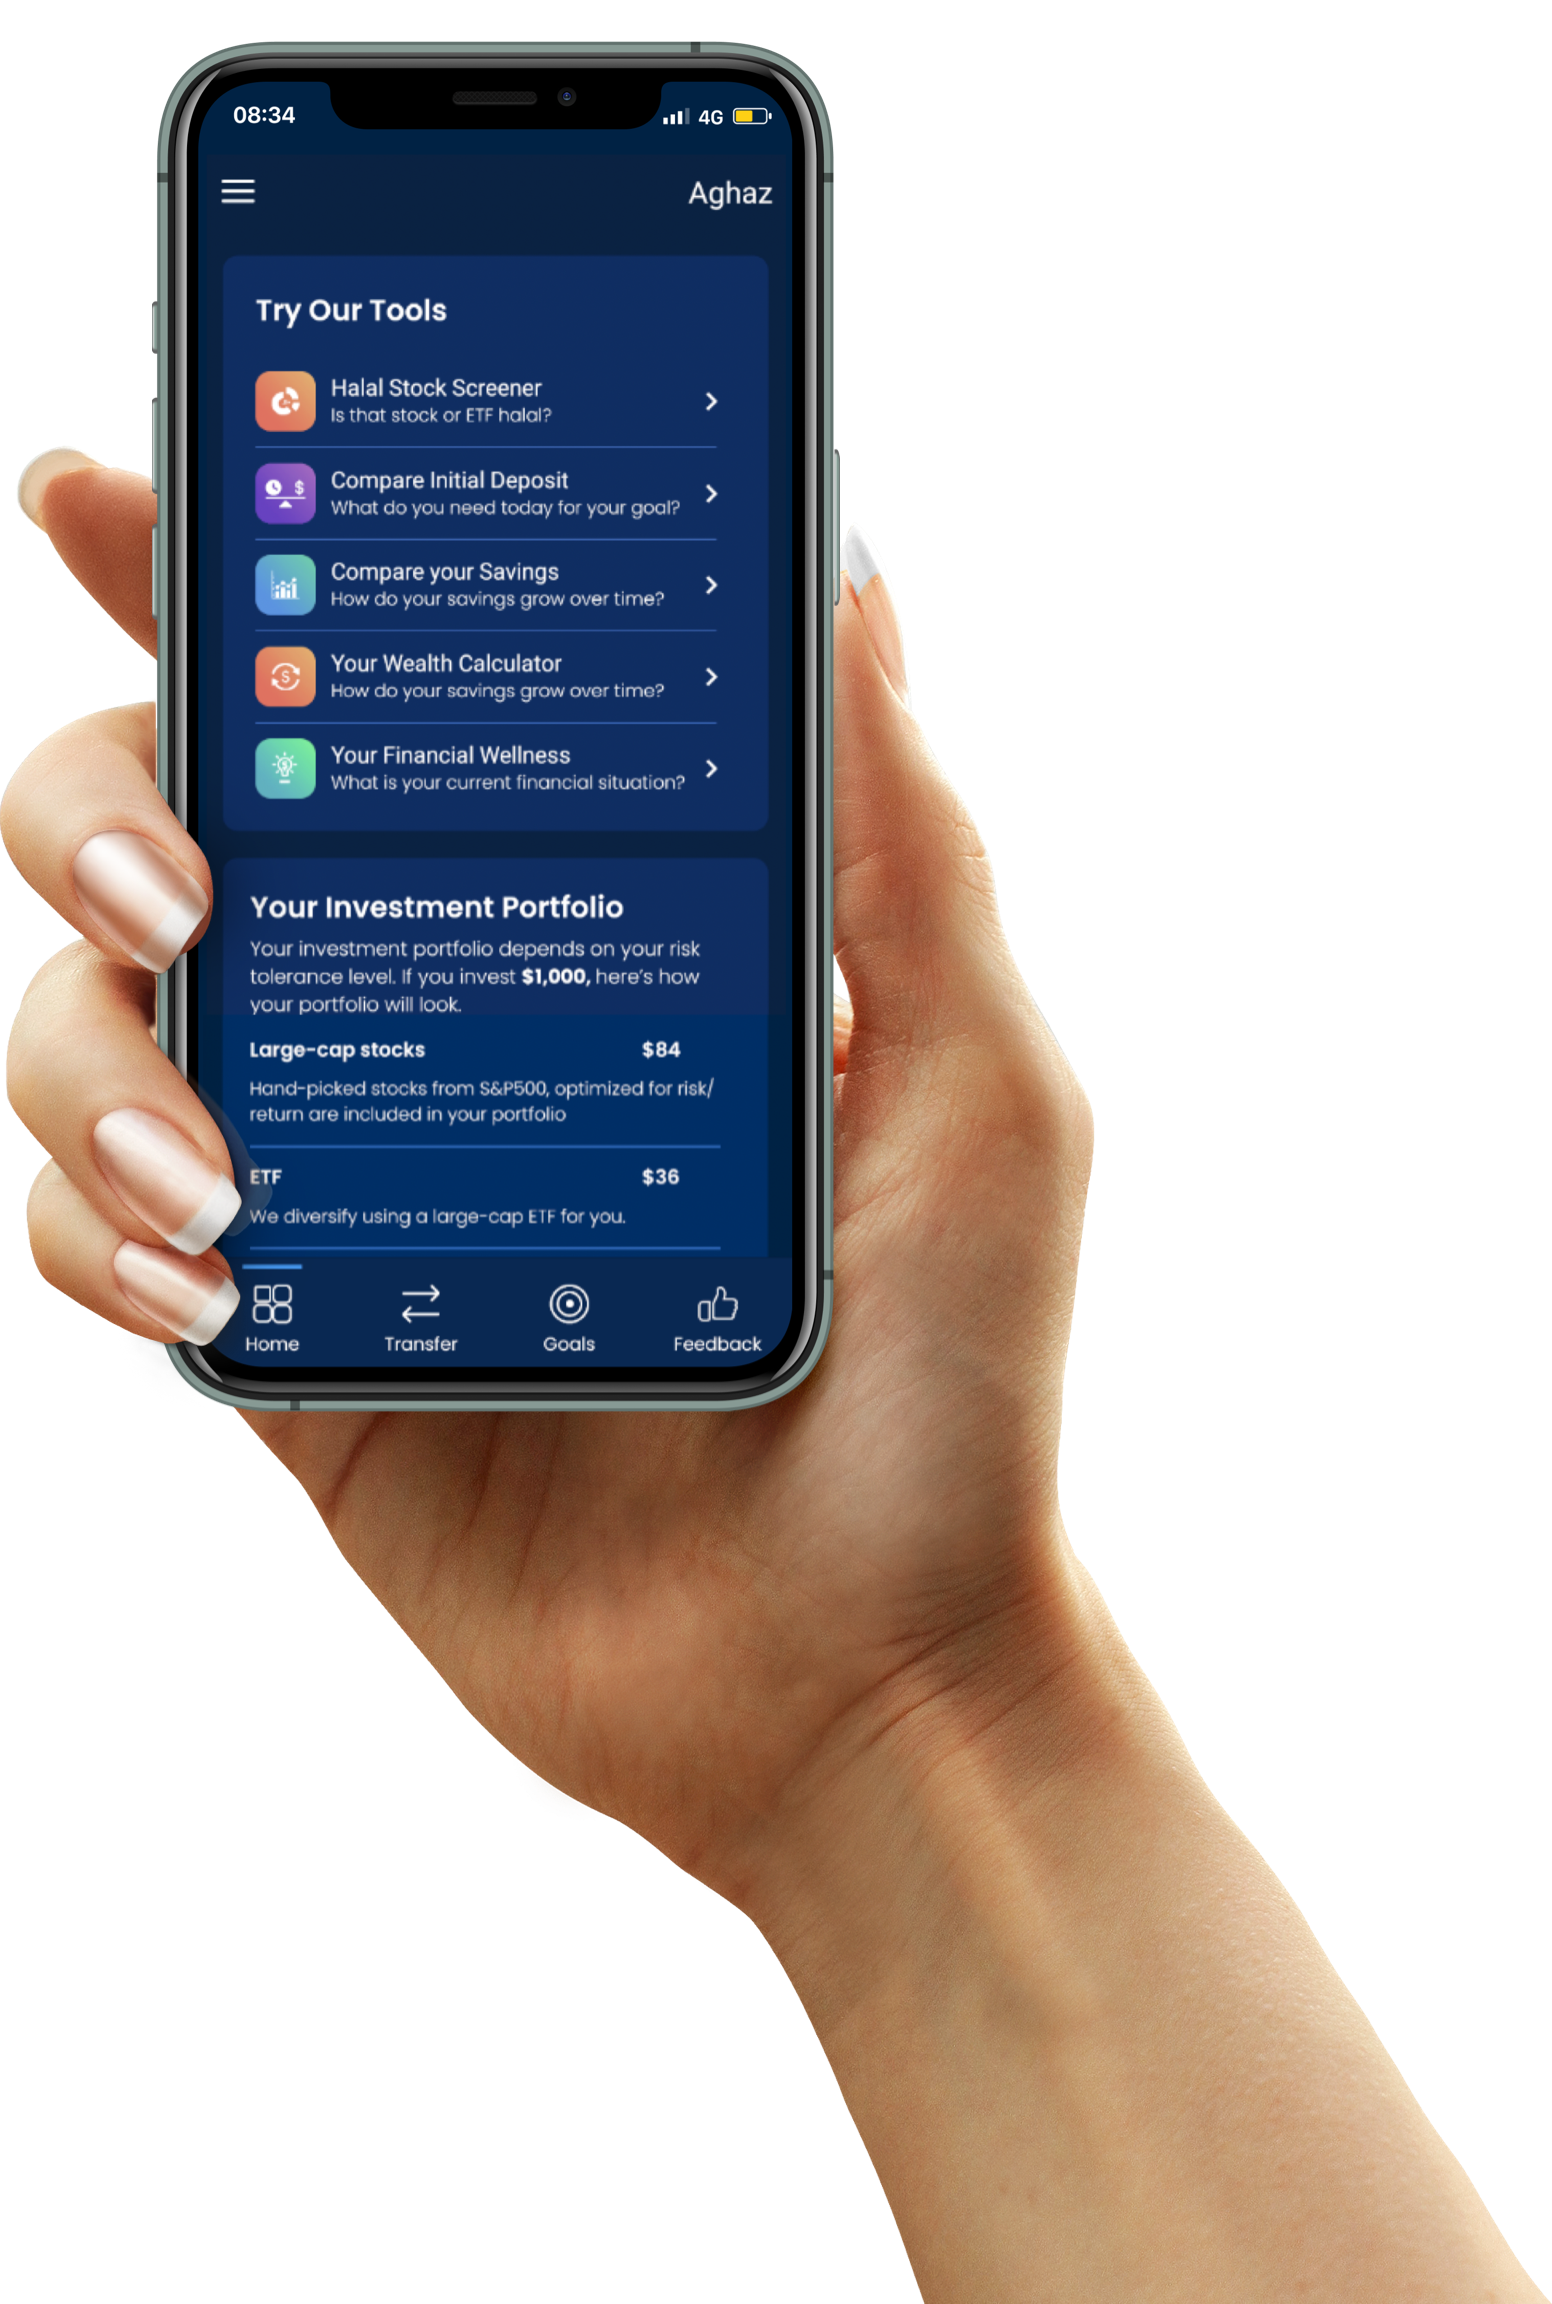 08:34
4G
Aghaz
Try Our Tools
Halal Stock Screener
Is that stock or ETF halal?
Compare Initial Deposit
What do you need today for your goal?
Compare your Savings
How do your savings grow over time?
Your Wealth Calculator
How do your savings grow over time?
Your Financial Wellness
What is your current financial situation?
Your Investment Portfolio
Your investment portfolio depends on your risk
tolerance level. If you invest $1,000, here's how
your portfolio will look.
Large-cap stocks $84
Hand-picked stocks from S&P500, optimized for risk/
return are included in your portfolio
ETF $36
We diversify using a large-cap ETF for you.
Home Transfer Goals Feedback